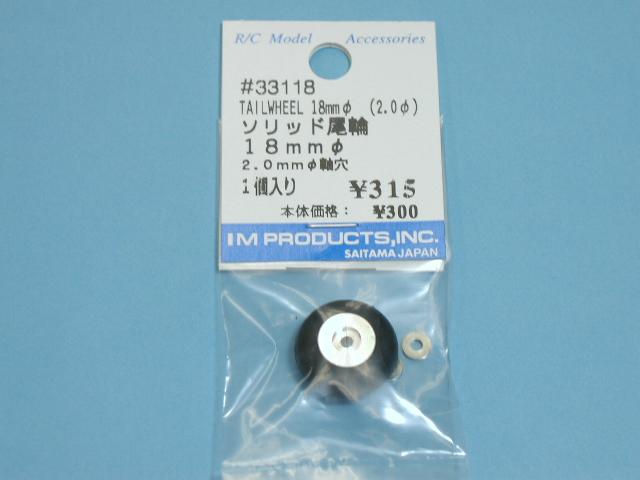 R/C Model Accessories
#33118
TAILWHEEL 18mmφ (2.0φ)
ソリッド尾輪
18mmφ
2.0mmφ軸穴
1個入り ¥315
本体価格: ¥300
IM PRODUCTS,INC.
SAITAMA JAPAN